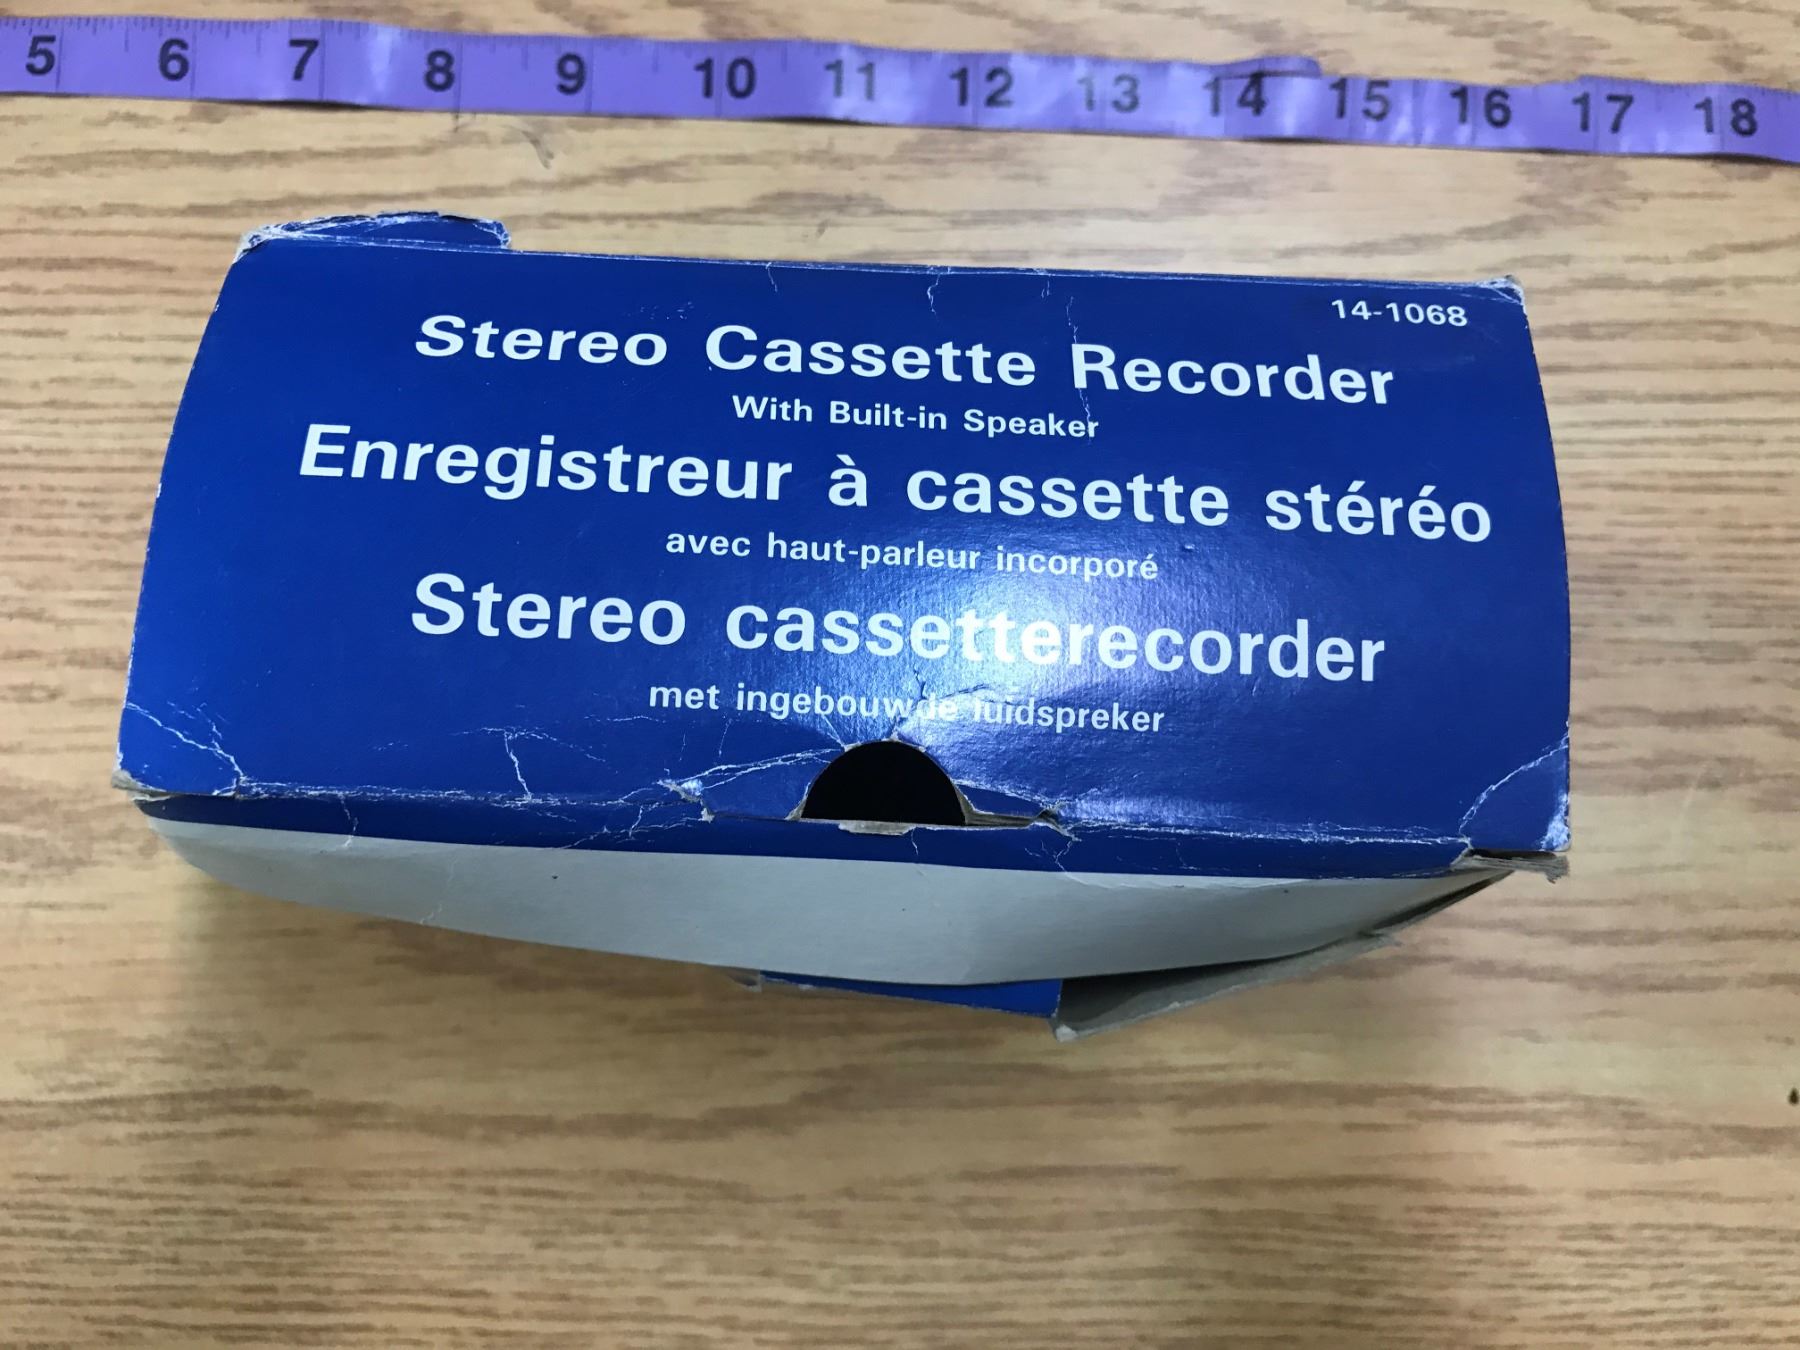 5 6 7 8 9 10 11 12 13 14 15 16 17 18
14-1068
Stereo Cassette Recorder
With Built-in Speaker
Enregistreur à cassette stéréo
avec haut-parleur incorporé
Stereo cassetterecorder
met ingebouwde luidspreker